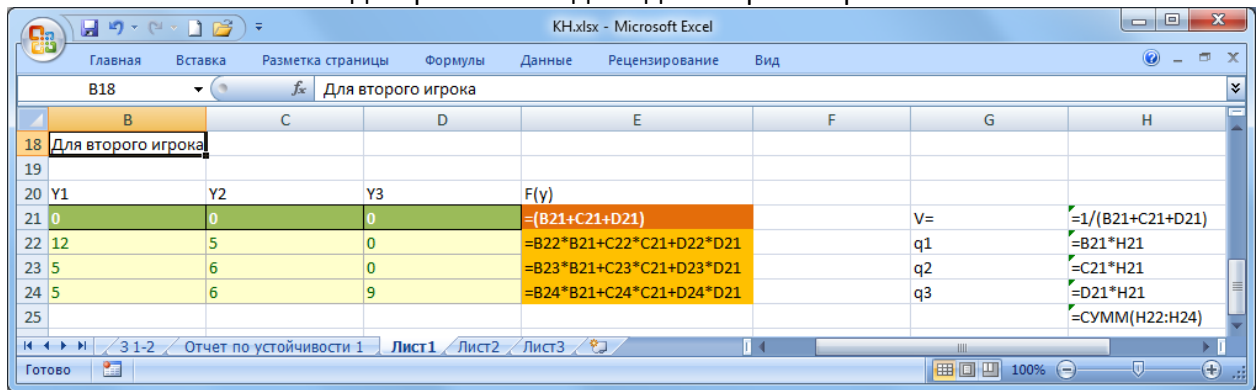 KH.xlsx - Microsoft Excel
Главная Вставка Разметка страницы Формулы Данные Рецензирование Вид
B18 fx Для второго игрока
B C D E F G H
18 Для второго игрока
19
20 Y1 Y2 Y3 F(y)
21 0 0 0 =(B21+C21+D21) V= =1/(B21+C21+D21)
22 12 5 0 =B22*B21+C22*C21+D22*D21 q1 =B21*H21
23 5 6 0 =B23*B21+C23*C21+D23*D21 q2 =C21*H21
24 5 6 9 =B24*B21+C24*C21+D24*D21 q3 =D21*H21
25 =СУММ(H22:H24)
З 1-2 Отчет по устойчивости 1 Лист1 Лист2 Лист3
Готово 100%